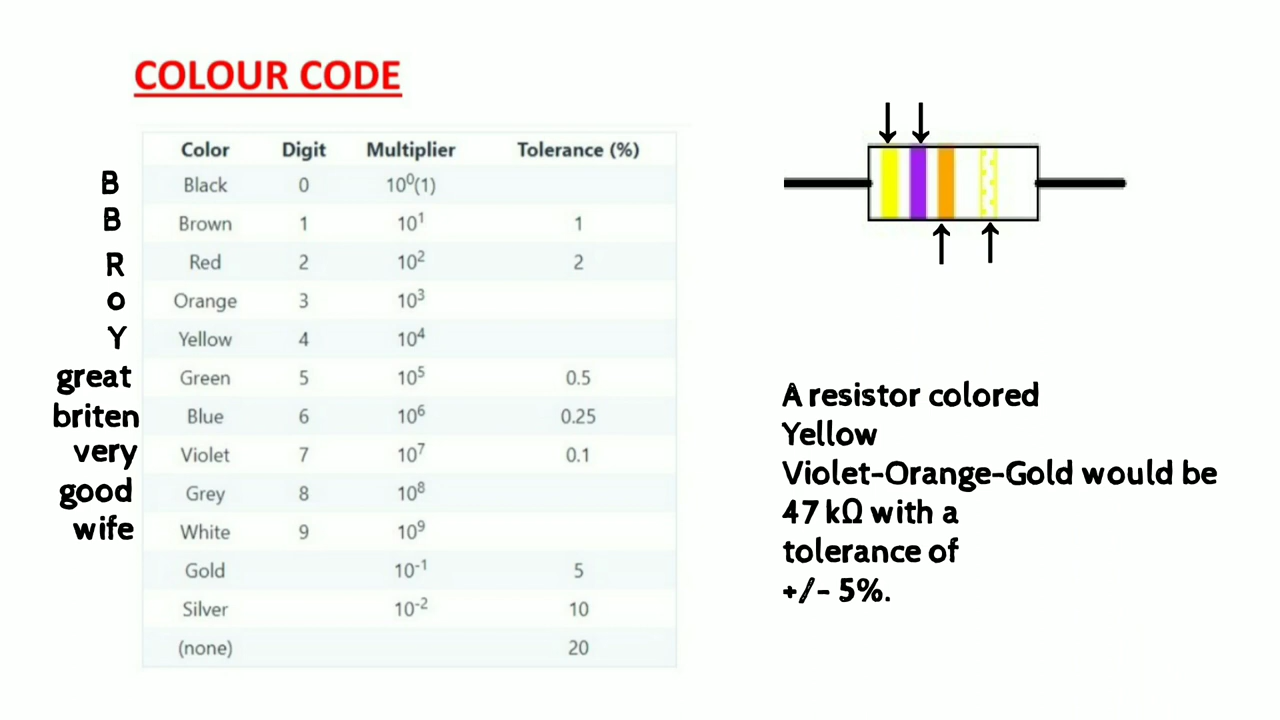 COLOUR CODE
Color Digit Multiplier Tolerance (%)
B Black 0 10⁰(1)
B Brown 1 10¹ 1
R Red 2 10² 2
O Orange 3 10³
Y Yellow 4 10⁴
great Green 5 10⁵ 0.5
briten Blue 6 10⁶ 0.25
very Violet 7 10⁷ 0.1
good Grey 8 10⁸
wife White 9 10⁹
Gold 10⁻¹ 5
Silver 10⁻² 10
(none) 20
A resistor colored
Yellow
Violet-Orange-Gold would be
47 kΩ with a
tolerance of
+/- 5%.